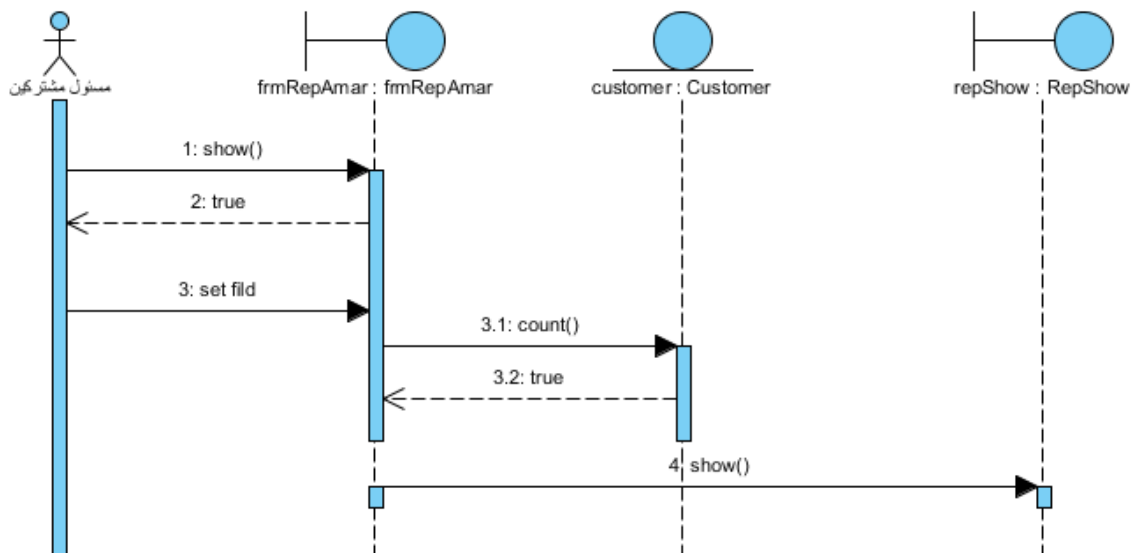 مسئول مشترکین
frmRepAmar : frmRepAmar
customer : Customer
repShow : RepShow
1: show()
2: true
3: set fild
3.1: count()
3.2: true
4: show()